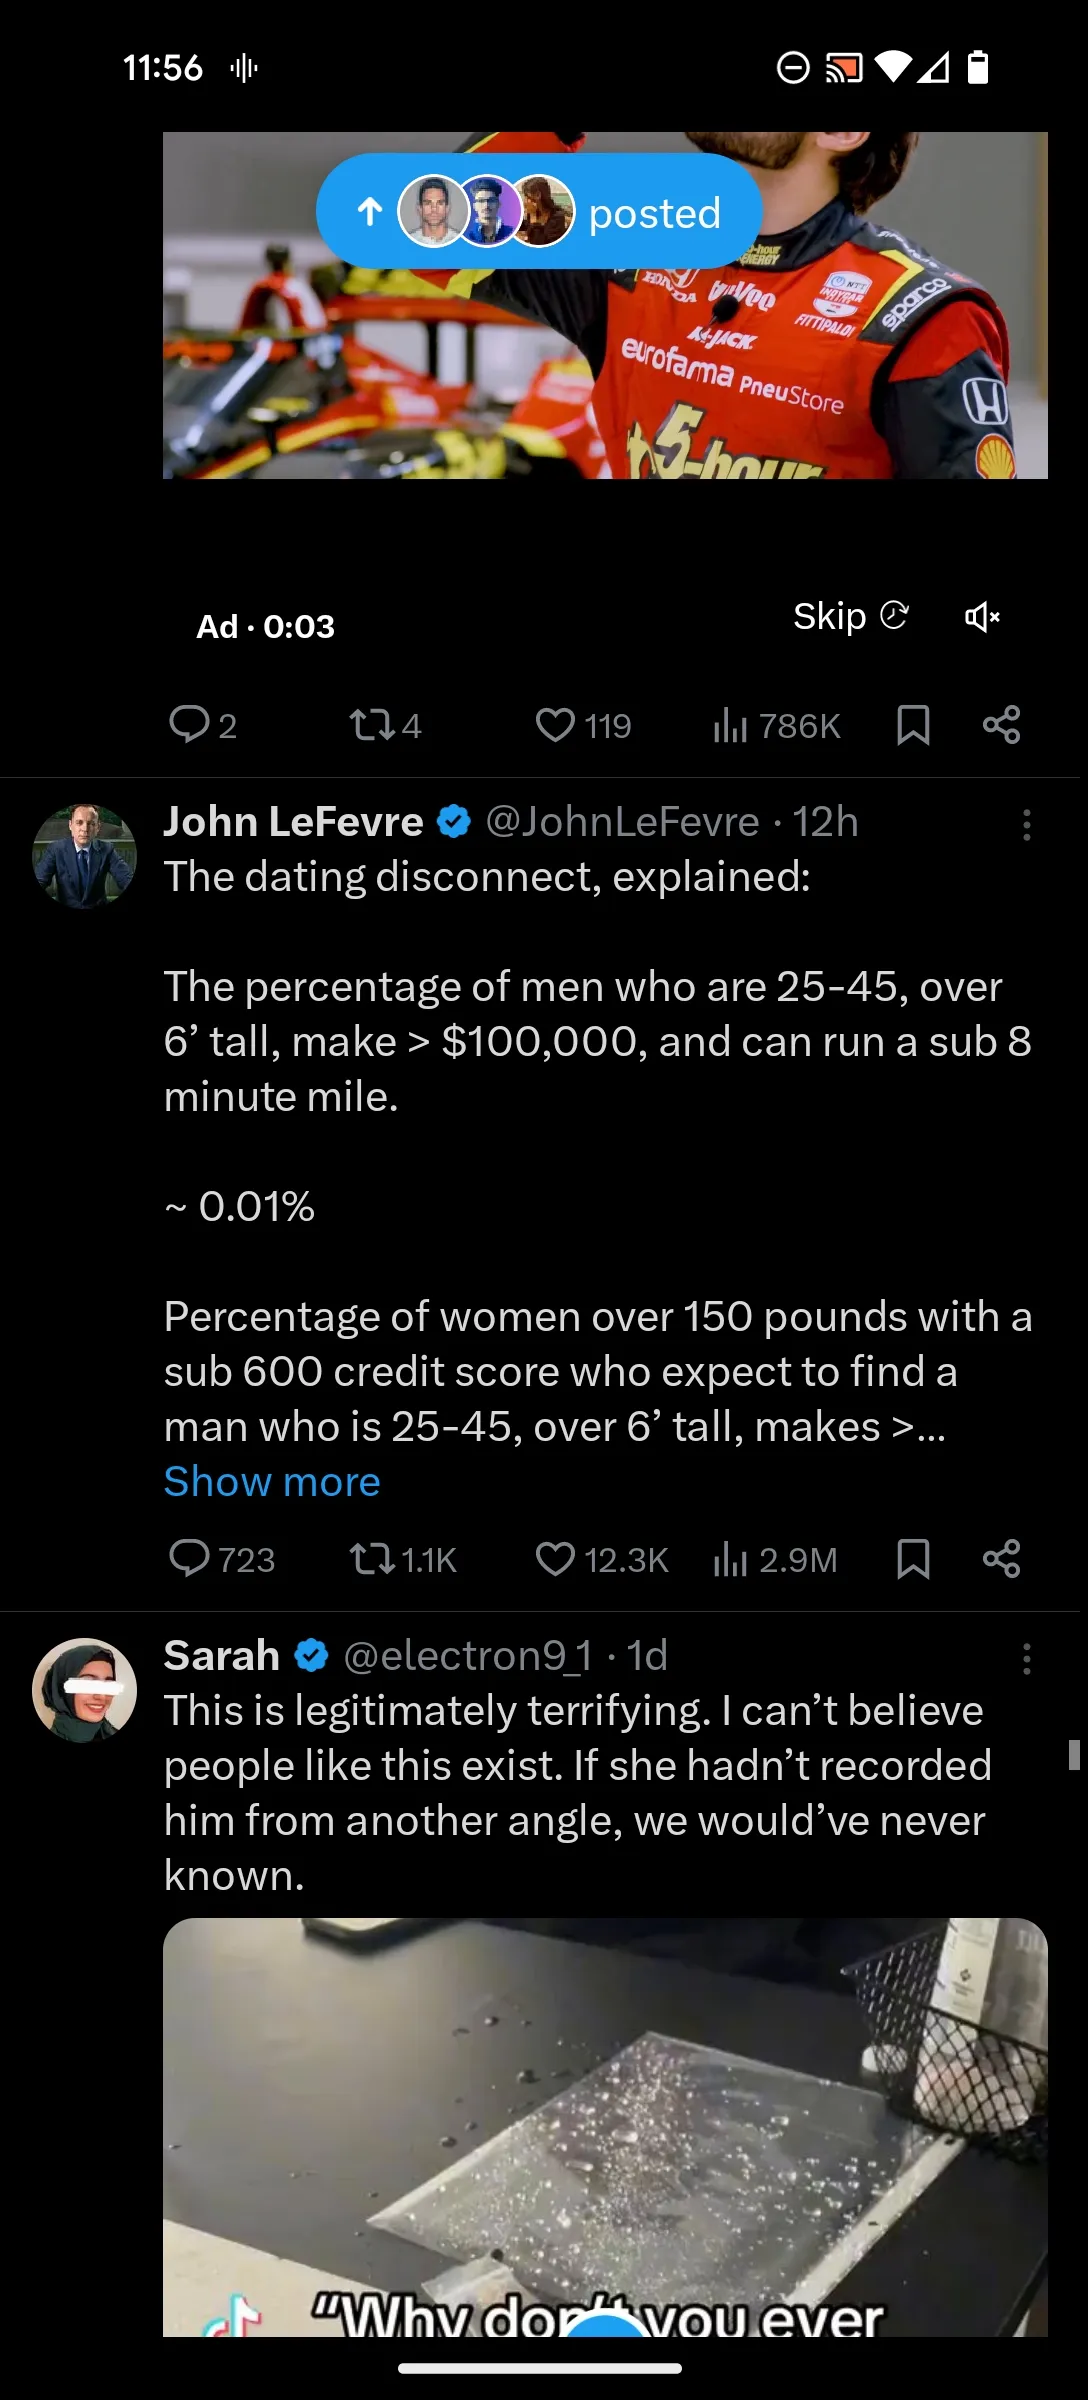 11:56
posted
5-hour
ENERGY
HONDA
HyVee
NTT
INDYCAR
FITTIPALDI
sparco
K-JACK
eurofarma PneuStore
5-hour
Ad · 0:03
Skip
2 4 119 786K
John LeFevre @JohnLeFevre · 12h
The dating disconnect, explained:
The percentage of men who are 25-45, over
6’ tall, make > $100,000, and can run a sub 8
minute mile.
~ 0.01%
Percentage of women over 150 pounds with a
sub 600 credit score who expect to find a
man who is 25-45, over 6’ tall, makes >...
Show more
723 1.1K 12.3K 2.9M
Sarah @electron9_1 · 1d
This is legitimately terrifying. I can’t believe
people like this exist. If she hadn’t recorded
him from another angle, we would’ve never
known.
“Why don’t you ever